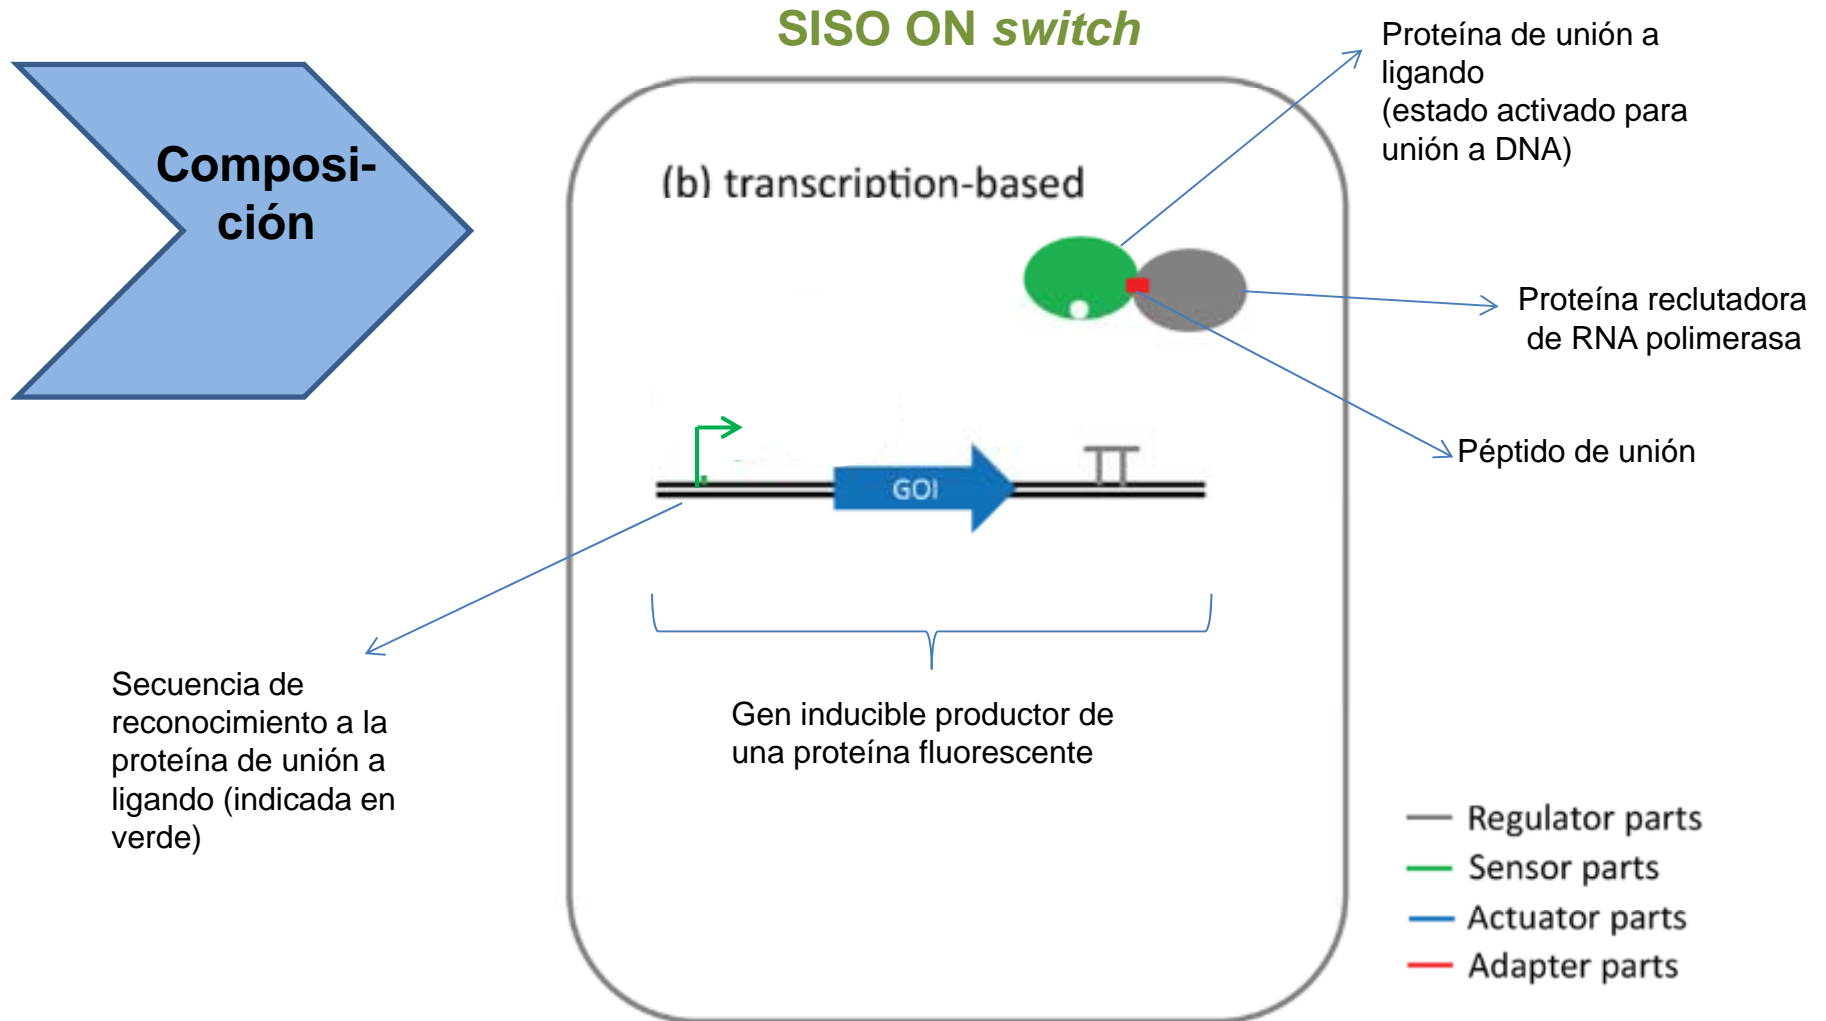 SISO ON switch
Composi-
ción
Proteína de unión a
ligando
(estado activado para
unión a DNA)
(b) transcription-based
Proteína reclutadora
de RNA polimerasa
Péptido de unión
GOI
Secuencia de
reconocimiento a la
proteína de unión a
ligando (indicada en
verde)
Gen inducible productor de
una proteína fluorescente
Regulator parts
Sensor parts
Actuator parts
Adapter parts